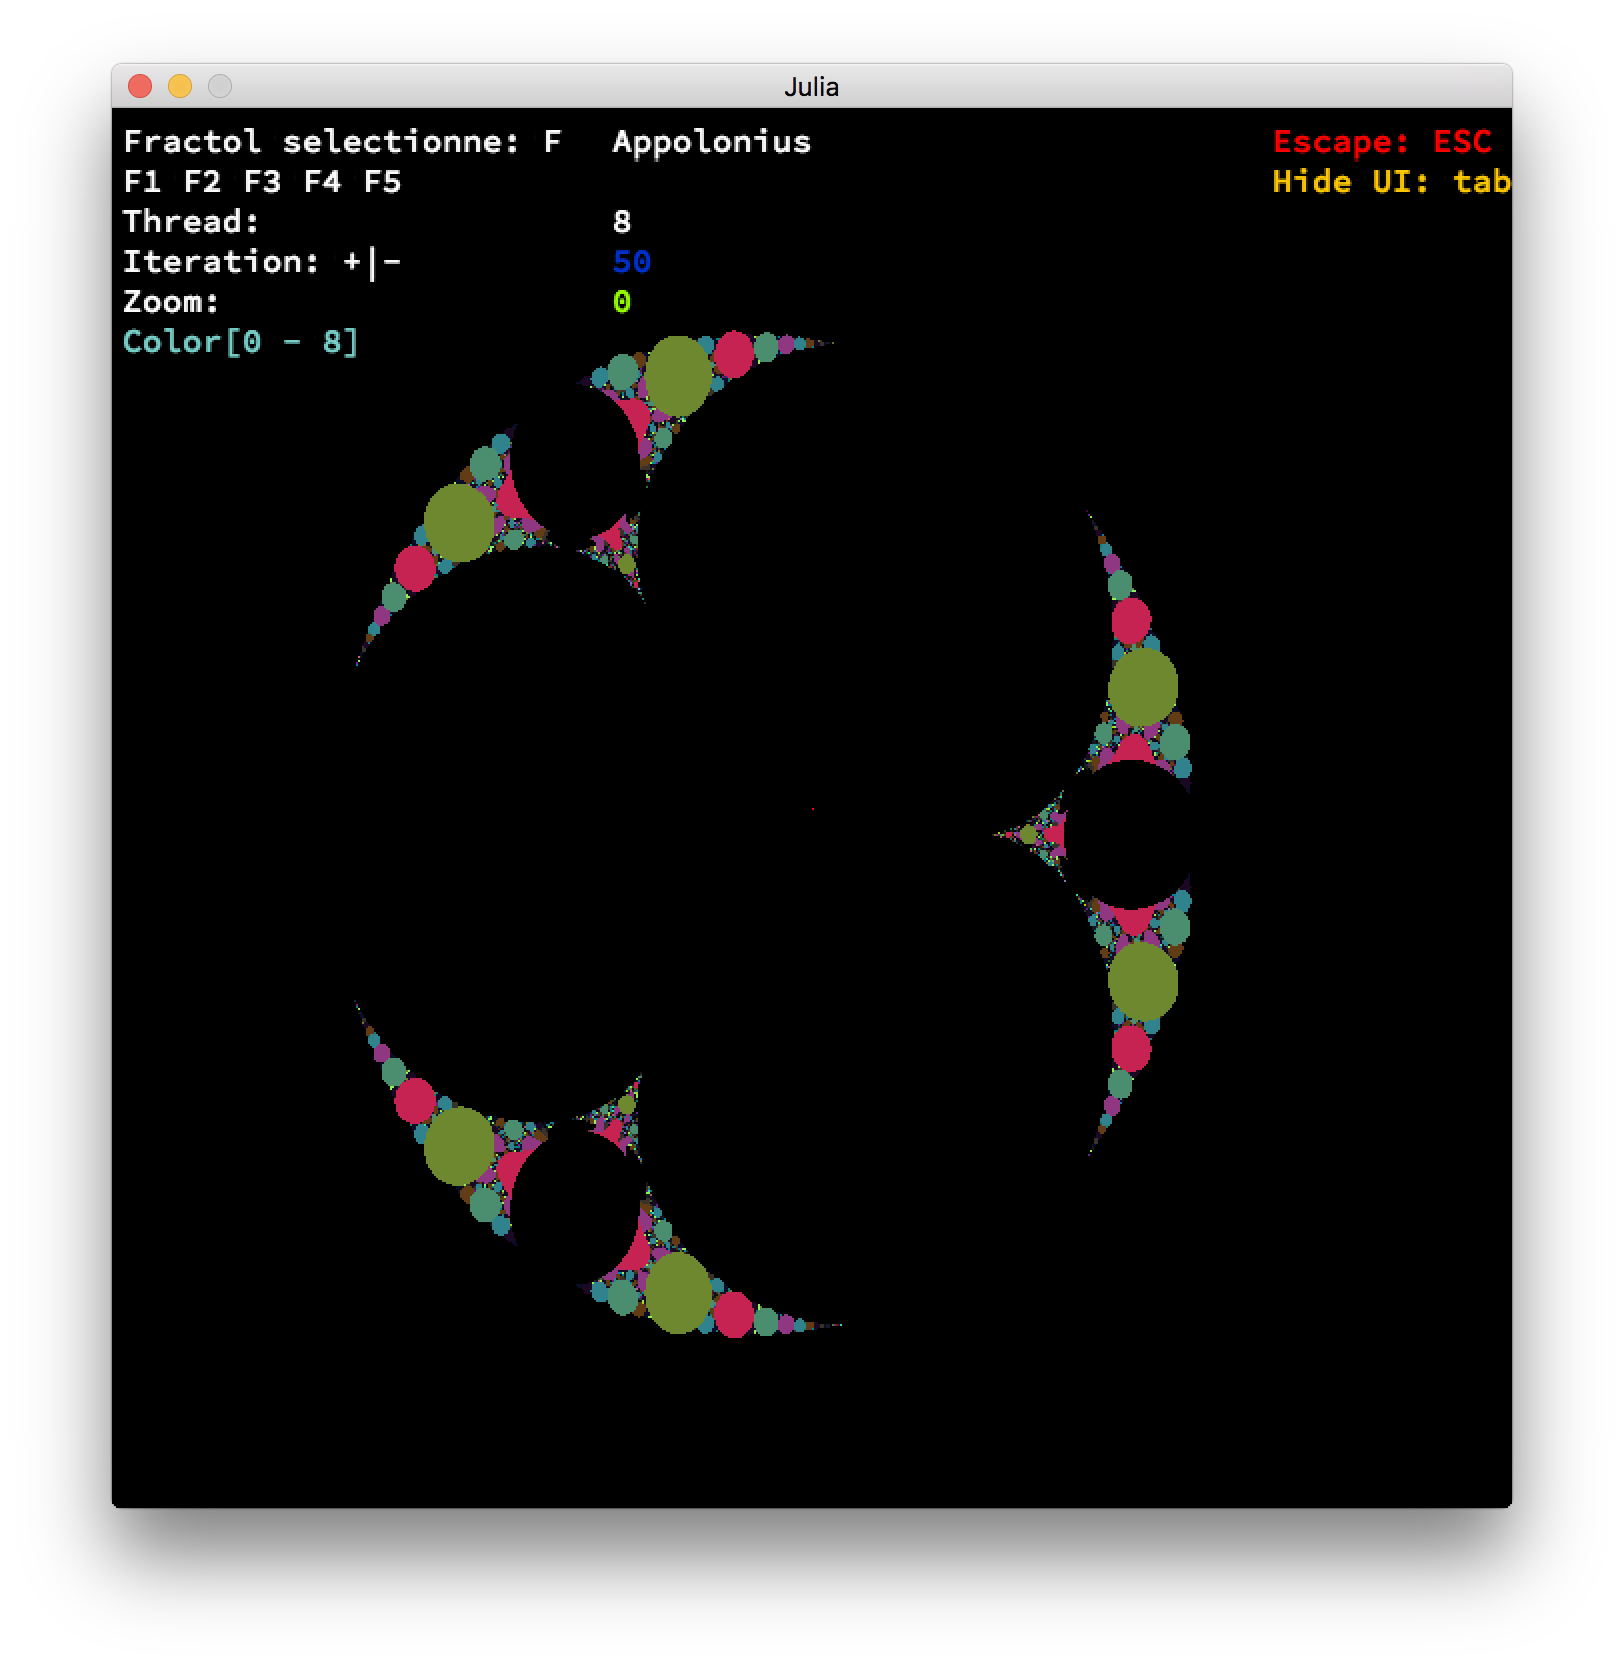 Julia
Fractol selectionne: F Appolonius Escape: ESC
F1 F2 F3 F4 F5 Hide UI: tab
Thread: 8
Iteration: +|- 50
Zoom: 0
Color[0 - 8]